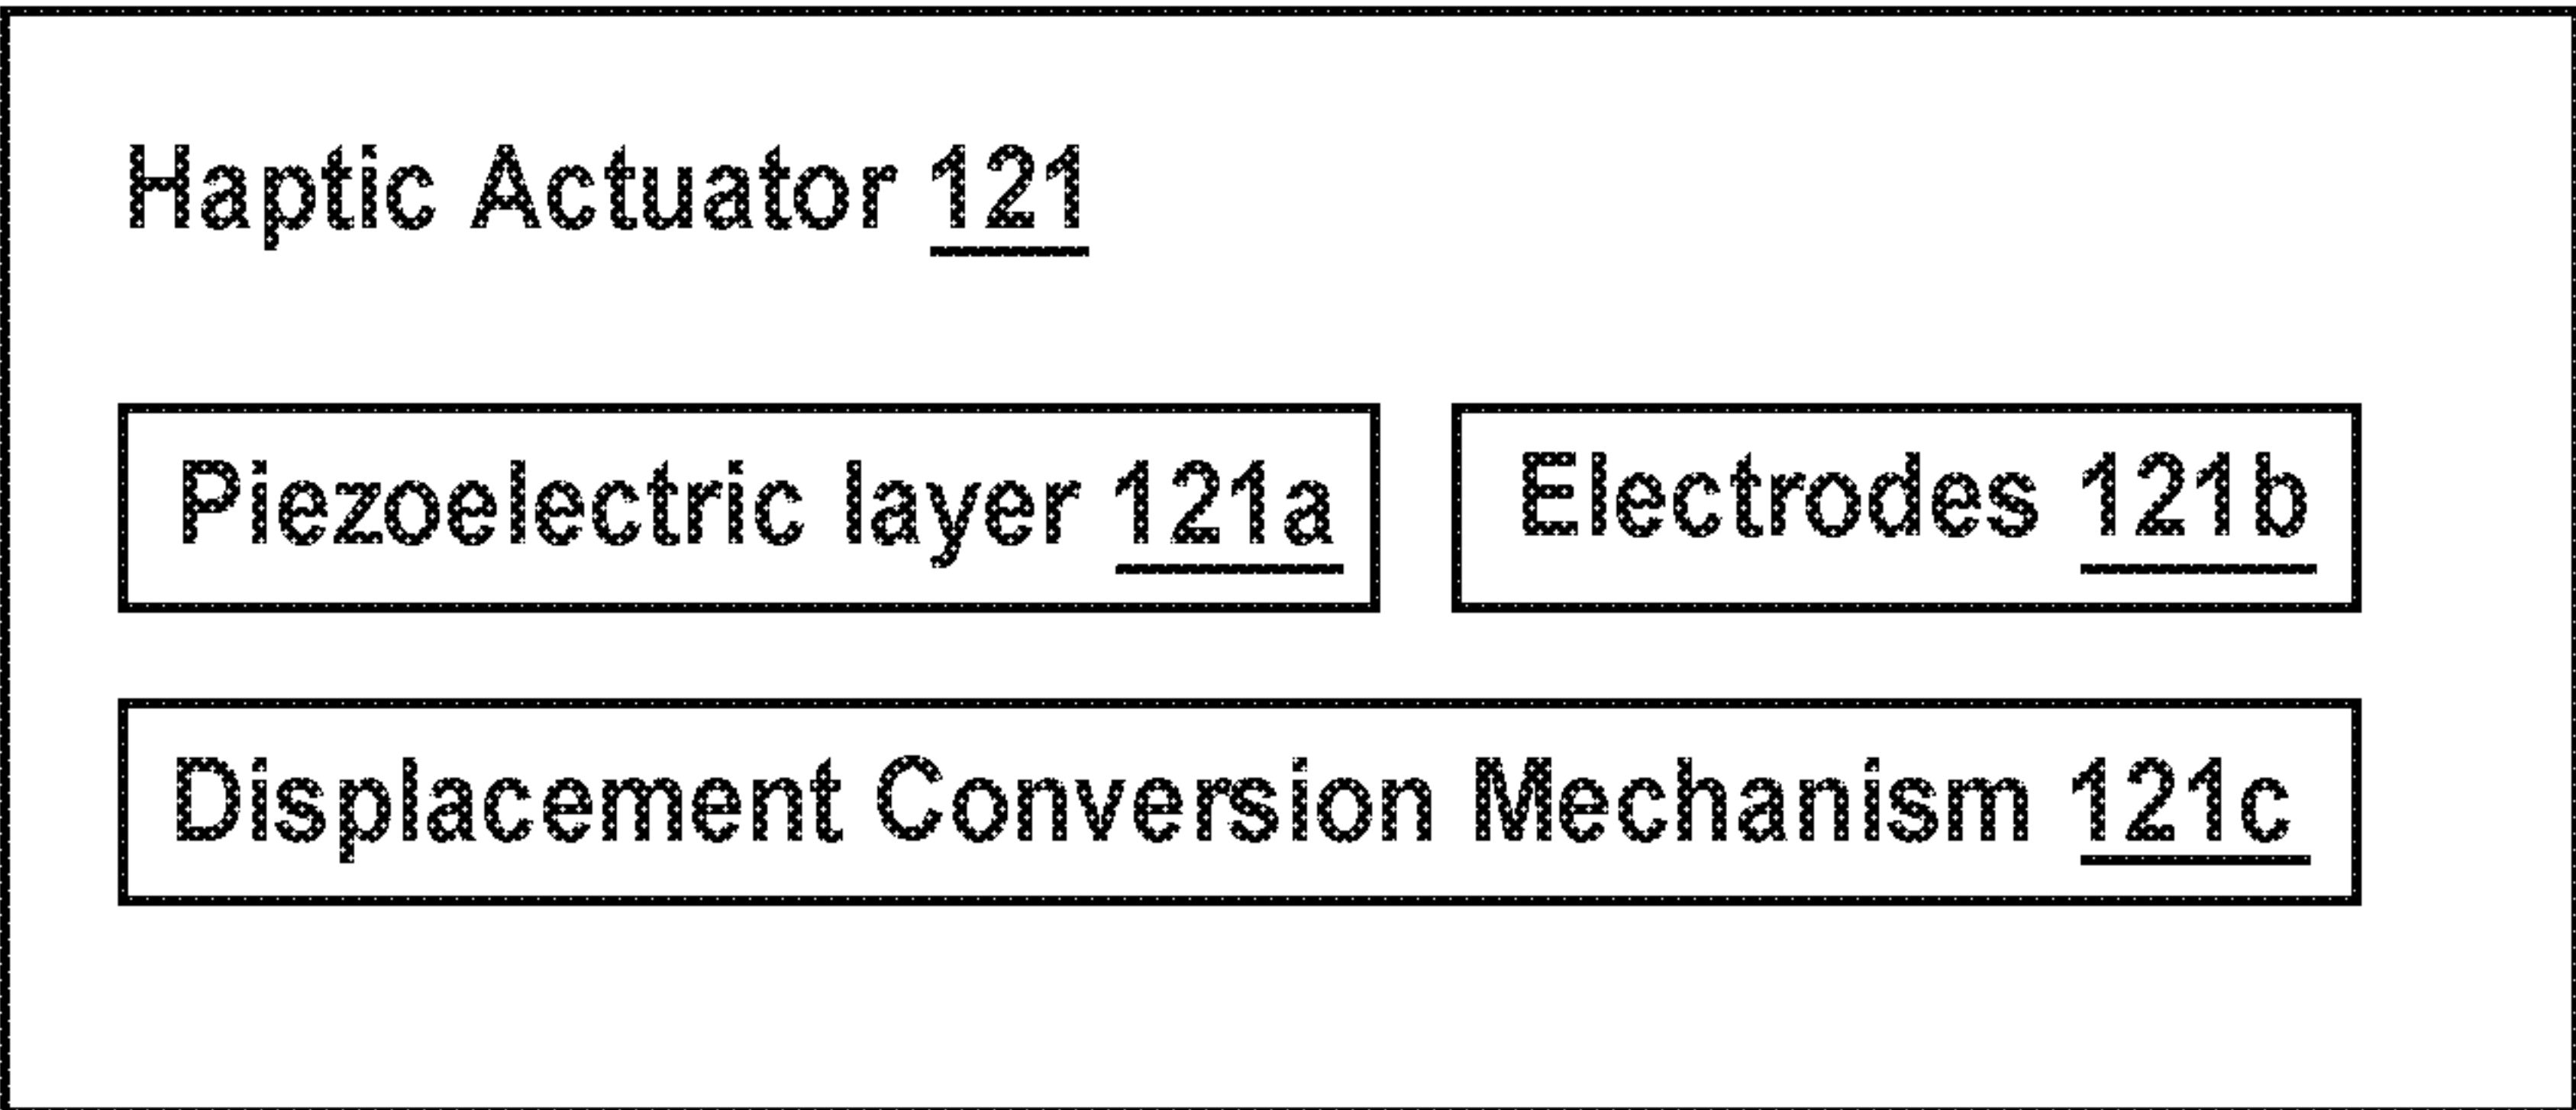 Haptic Actuator 121
Piezoelectric layer 121a
Electrodes 121b
Displacement Conversion Mechanism 121c